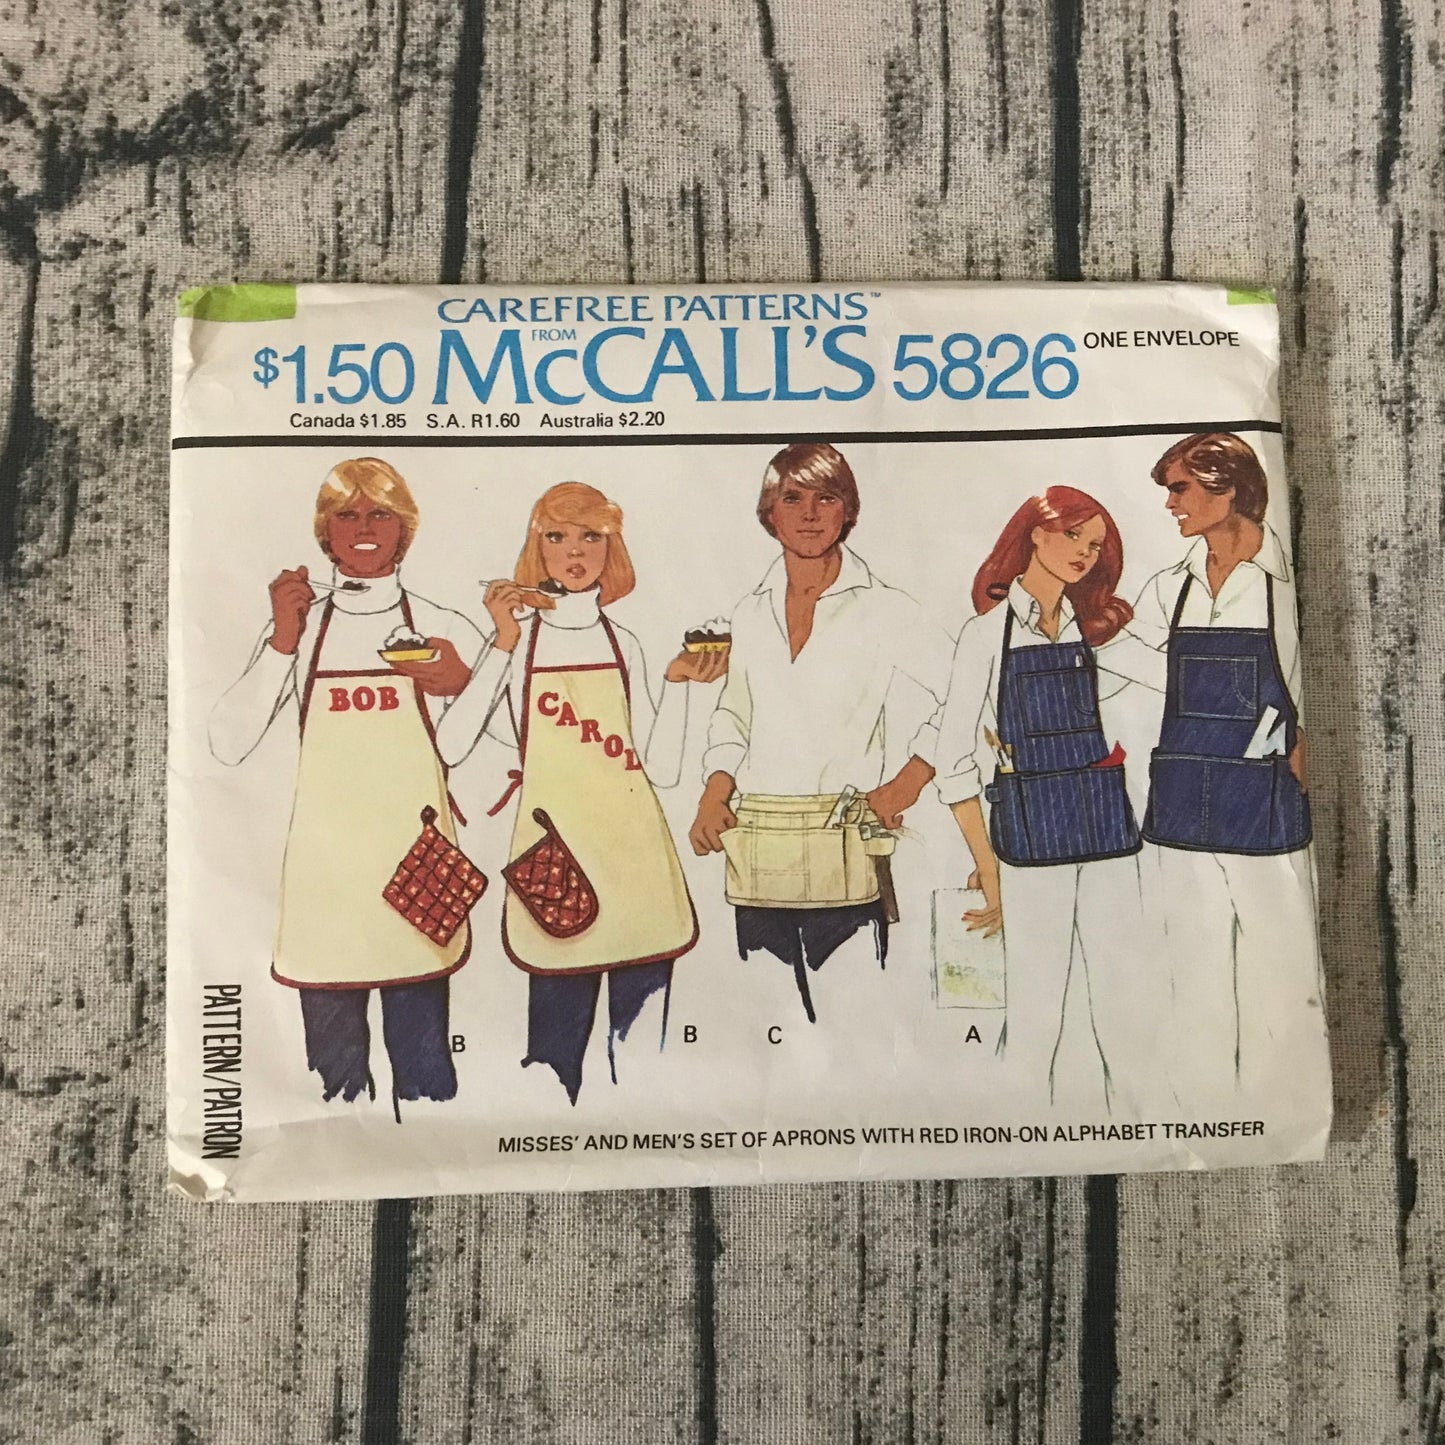 CAREFREE PATTERNS™
$1.50 FROM McCALL'S 5826 ONE ENVELOPE
Canada $1.85 S.A. R1.60 Australia $2.20
BOB
CAROL
B
B
C
A
PATTERN/PATRON
MISSES' AND MEN'S SET OF APRONS WITH RED IRON-ON ALPHABET TRANSFER